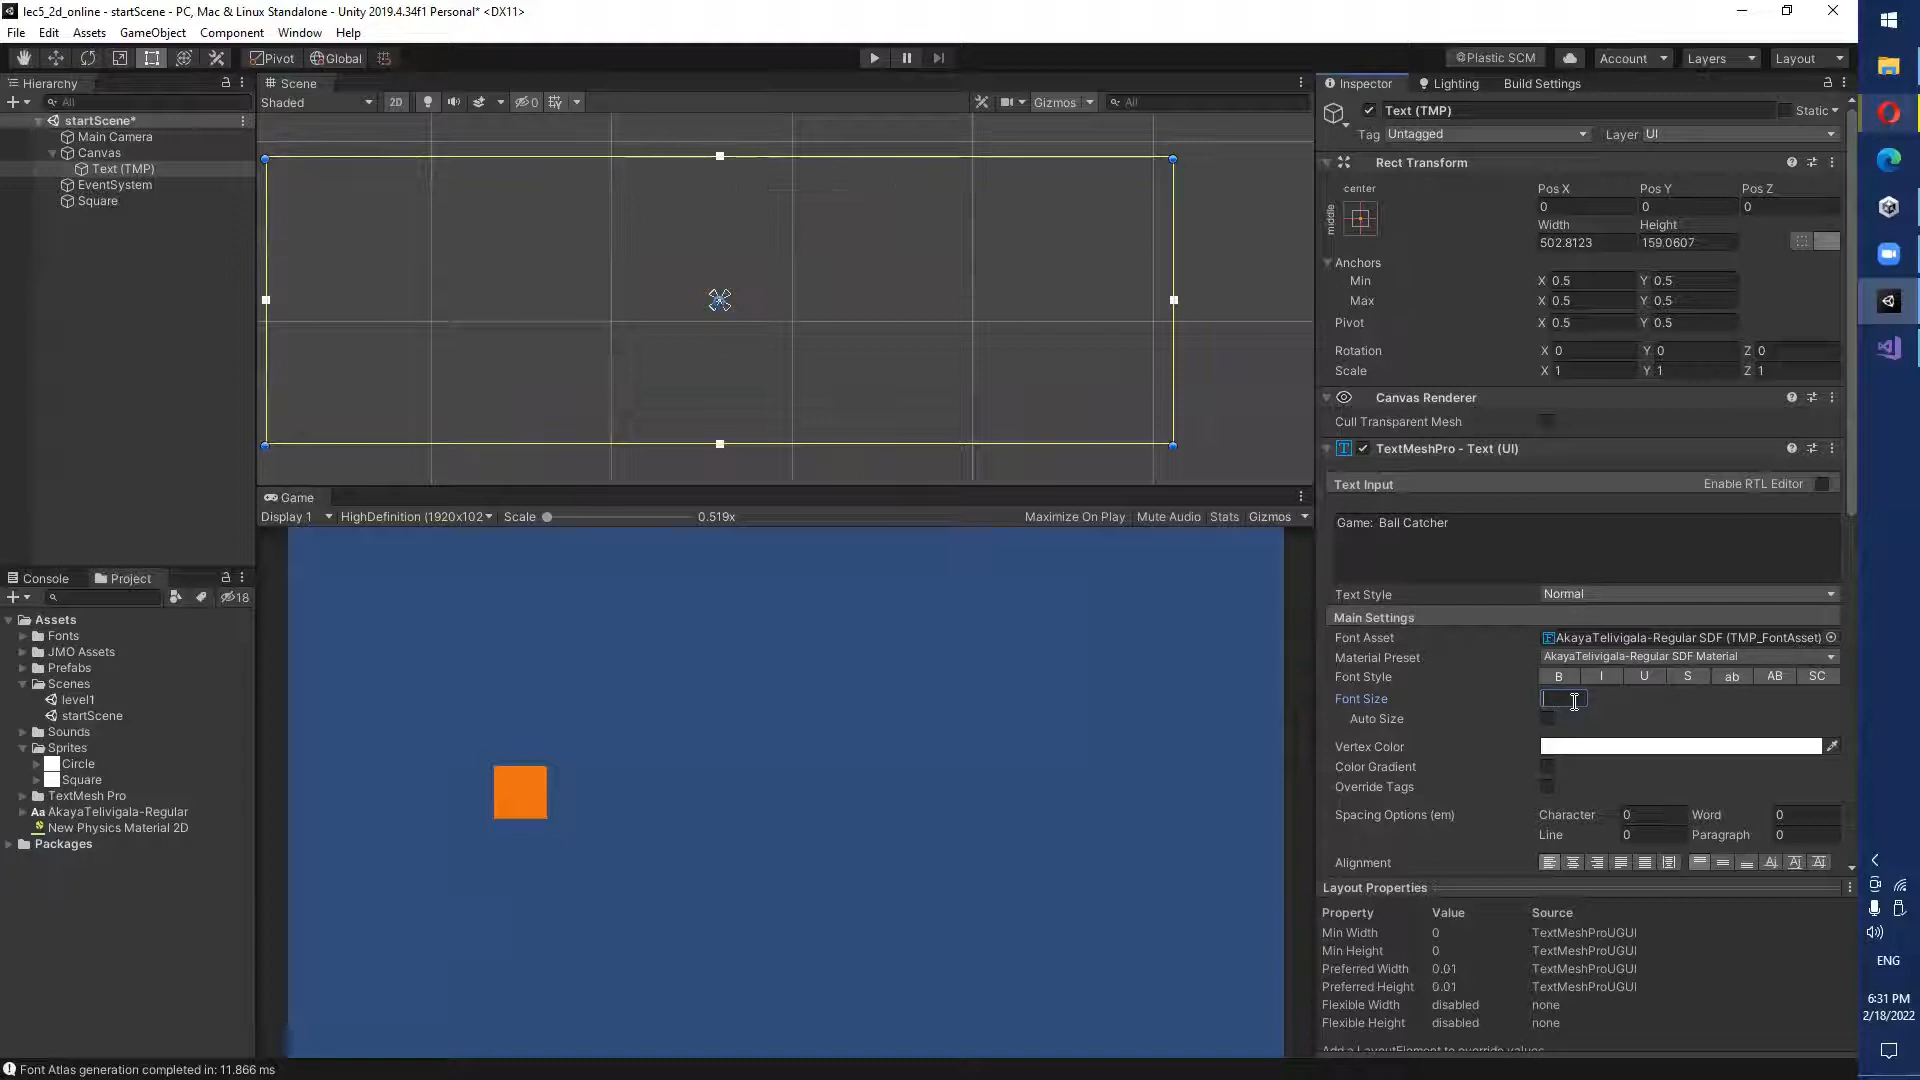 lec5_2d_online - startScene - PC, Mac & Linux Standalone - Unity 2019.4.34f1 Personal* <DX11>
File Edit Assets GameObject Component Window Help
Pivot Global Plastic SCM Account Layers Layout
Hierarchy
All
startScene*
Main Camera
Canvas
Text (TMP)
EventSystem
Square
Scene
Shaded 2D 0 Gizmos All
Game
Display 1 HighDefinition (1920x102 Scale 0.519x Maximize On Play Mute Audio Stats Gizmos
Console Project
18
Assets
Fonts
JMO Assets
Prefabs
Scenes
level1
startScene
Sounds
Sprites
Circle
Square
TextMesh Pro
Aa AkayaTelivigala-Regular
New Physics Material 2D
Packages
Font Atlas generation completed in: 11.866 ms
Inspector Lighting Build Settings
Text (TMP) Static
Tag Untagged Layer UI
Rect Transform
center Pos X Pos Y Pos Z
middle 0 0 0
Width Height
502.8123 159.0607
Anchors
Min X 0.5 Y 0.5
Max X 0.5 Y 0.5
Pivot X 0.5 Y 0.5
Rotation X 0 Y 0 Z 0
Scale X 1 Y 1 Z 1
Canvas Renderer
Cull Transparent Mesh
TextMeshPro - Text (UI)
Text Input Enable RTL Editor
Game: Ball Catcher
Text Style Normal
Main Settings
Font Asset AkayaTelivigala-Regular SDF (TMP_FontAsset)
Material Preset AkayaTelivigala-Regular SDF Material
Font Style B I U S ab AB SC
Font Size
Auto Size
Vertex Color
Color Gradient
Override Tags
Spacing Options (em) Character 0 Word 0
Line 0 Paragraph 0
Alignment
Layout Properties
Property Value Source
Min Width 0 TextMeshProUGUI
Min Height 0 TextMeshProUGUI
Preferred Width 0.01 TextMeshProUGUI
Preferred Height 0.01 TextMeshProUGUI
Flexible Width disabled none
Flexible Height disabled none
Add a LayoutElement to override values
ENG
6:31 PM
2/18/2022